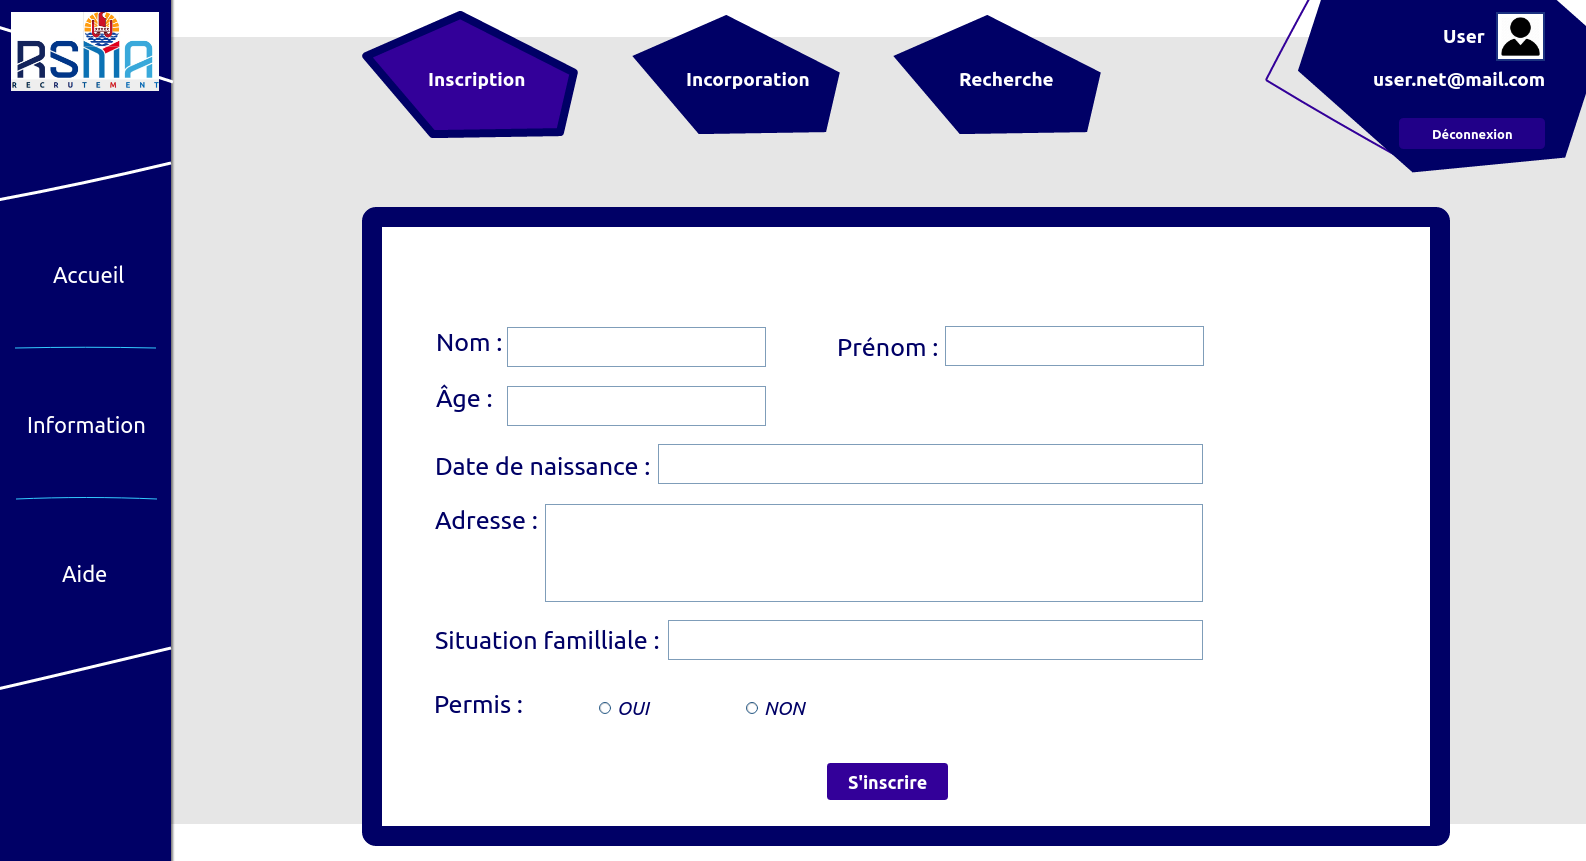 RSMA
RECRUTEMENT
Inscription
Incorporation
Recherche
User
user.net@mail.com
Déconnexion
Accueil
Information
Aide
Nom :
Prénom :
Âge :
Date de naissance :
Adresse :
Situation familliale :
Permis :
OUI
NON
S'inscrire